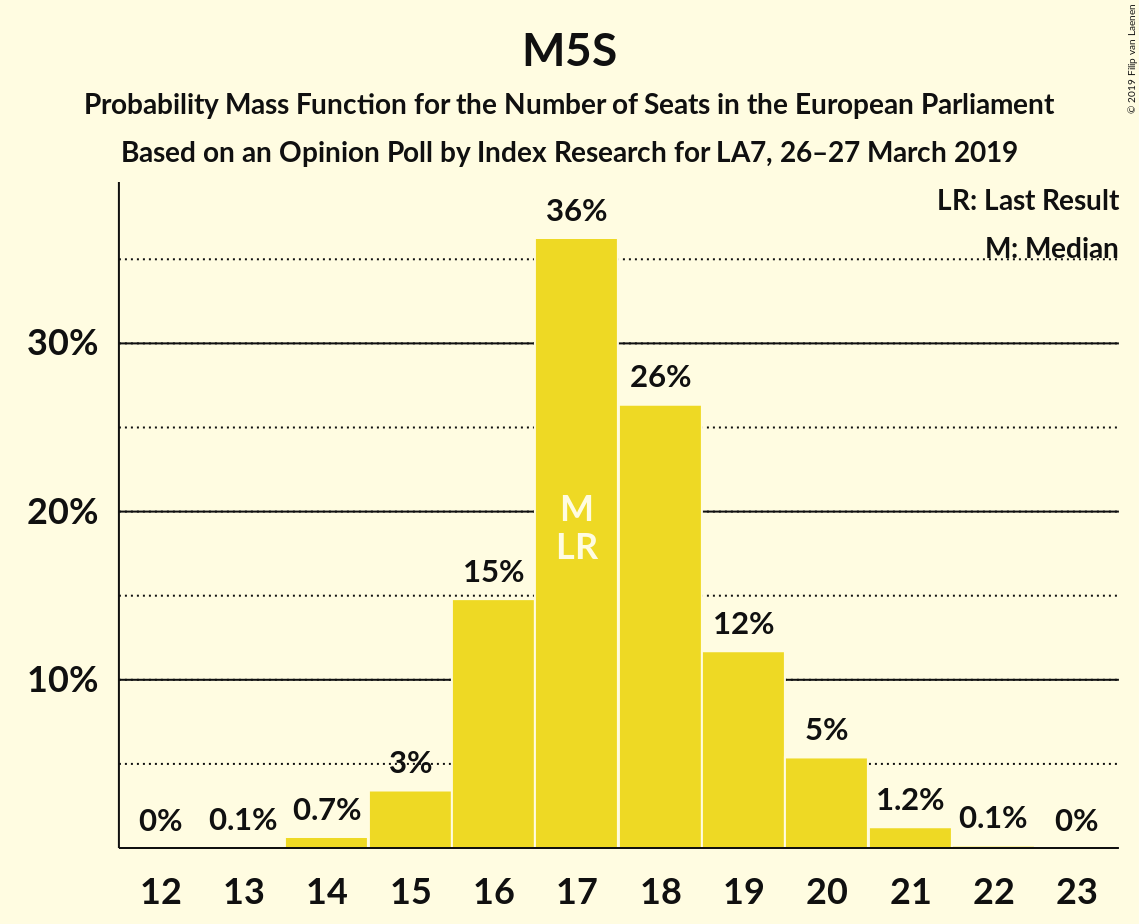 M5S
Probability Mass Function for the Number of Seats in the European Parliament
Based on an Opinion Poll by Index Research for LA7, 26–27 March 2019
© 2019 Filip van Laenen
LR: Last Result
M: Median
30%
20%
10%
0%
0.1%
0.7%
3%
15%
36%
26%
12%
5%
1.2%
0.1%
0%
M
LR
12 13 14 15 16 17 18 19 20 21 22 23